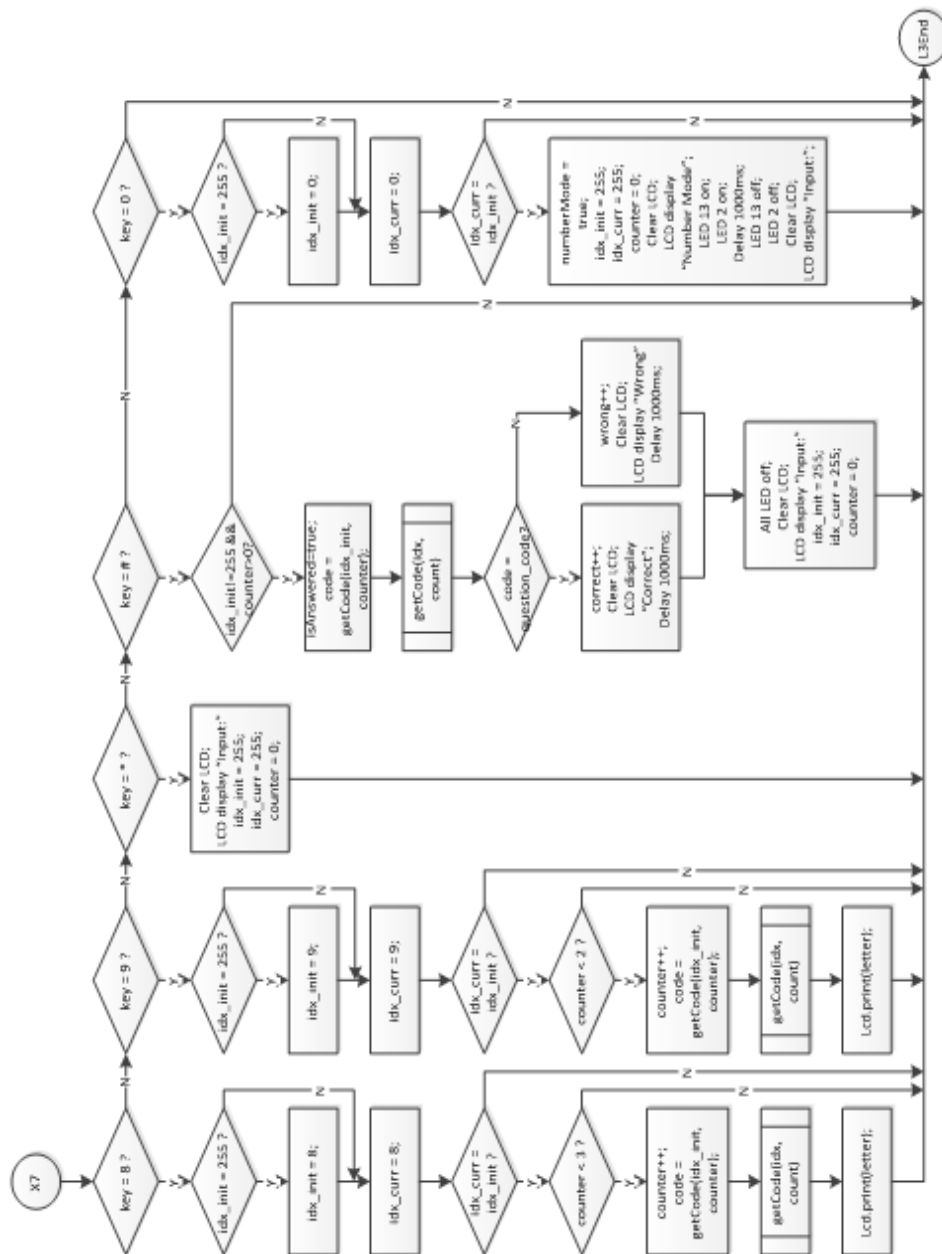 X7
key = 8 ?
Y
N
idx_init = 255 ?
Y
N
idx_init = 8;
idx_curr = 8;
idx_curr =
idx_init ?
Y
N
counter < 3 ?
Y
N
counter++;
code =
getCode(idx_init,
counter);
getCode(idx,
count)
Lcd.print(letter);
key = 9 ?
Y
N
idx_init = 255 ?
Y
N
idx_init = 9;
idx_curr = 9;
idx_curr =
idx_init ?
Y
N
counter < 2 ?
Y
N
counter++;
code =
getCode(idx_init,
counter);
getCode(idx,
count)
Lcd.print(letter);
key = * ?
Y
N
Clear LCD;
LCD display "Input:"
idx_init = 255;
idx_curr = 255;
counter = 0;
key = # ?
Y
N
idx_init!=255 &&
counter>0?
Y
N
isAnswered=true;
code =
getCode(idx_init,
counter);
getCode(idx,
count)
code =
question_code?
Y
N
correct++;
Clear LCD;
LCD display
"Correct";
Delay 1000ms;
wrong++;
Clear LCD;
LCD display "Wrong"
Delay 1000ms;
All LED off;
Clear LCD;
LCD display "Input:"
idx_init = 255;
idx_curr = 255;
counter = 0;
key = 0 ?
Y
N
idx_init = 255 ?
Y
N
idx_init = 0;
idx_curr = 0;
idx_curr =
idx_init ?
Y
N
numberMode =
true;
idx_init = 255;
idx_curr = 255;
counter = 0;
Clear LCD;
LCD display
"Number Mode";
LED 13 on;
LED 2 on;
Delay 1000ms;
LED 13 off;
LED 2 off;
Clear LCD;
LCD display "Input:";
L3End